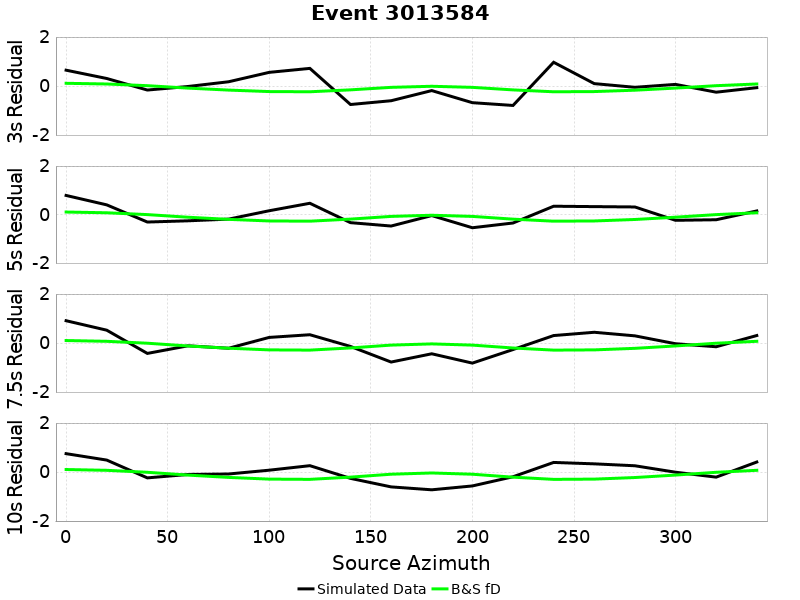 Event 3013584
3s Residual
2
0
-2
5s Residual
2
0
-2
7.5s Residual
2
0
-2
10s Residual
2
0
-2
0 50 100 150 200 250 300
Source Azimuth
Simulated Data B&S fD